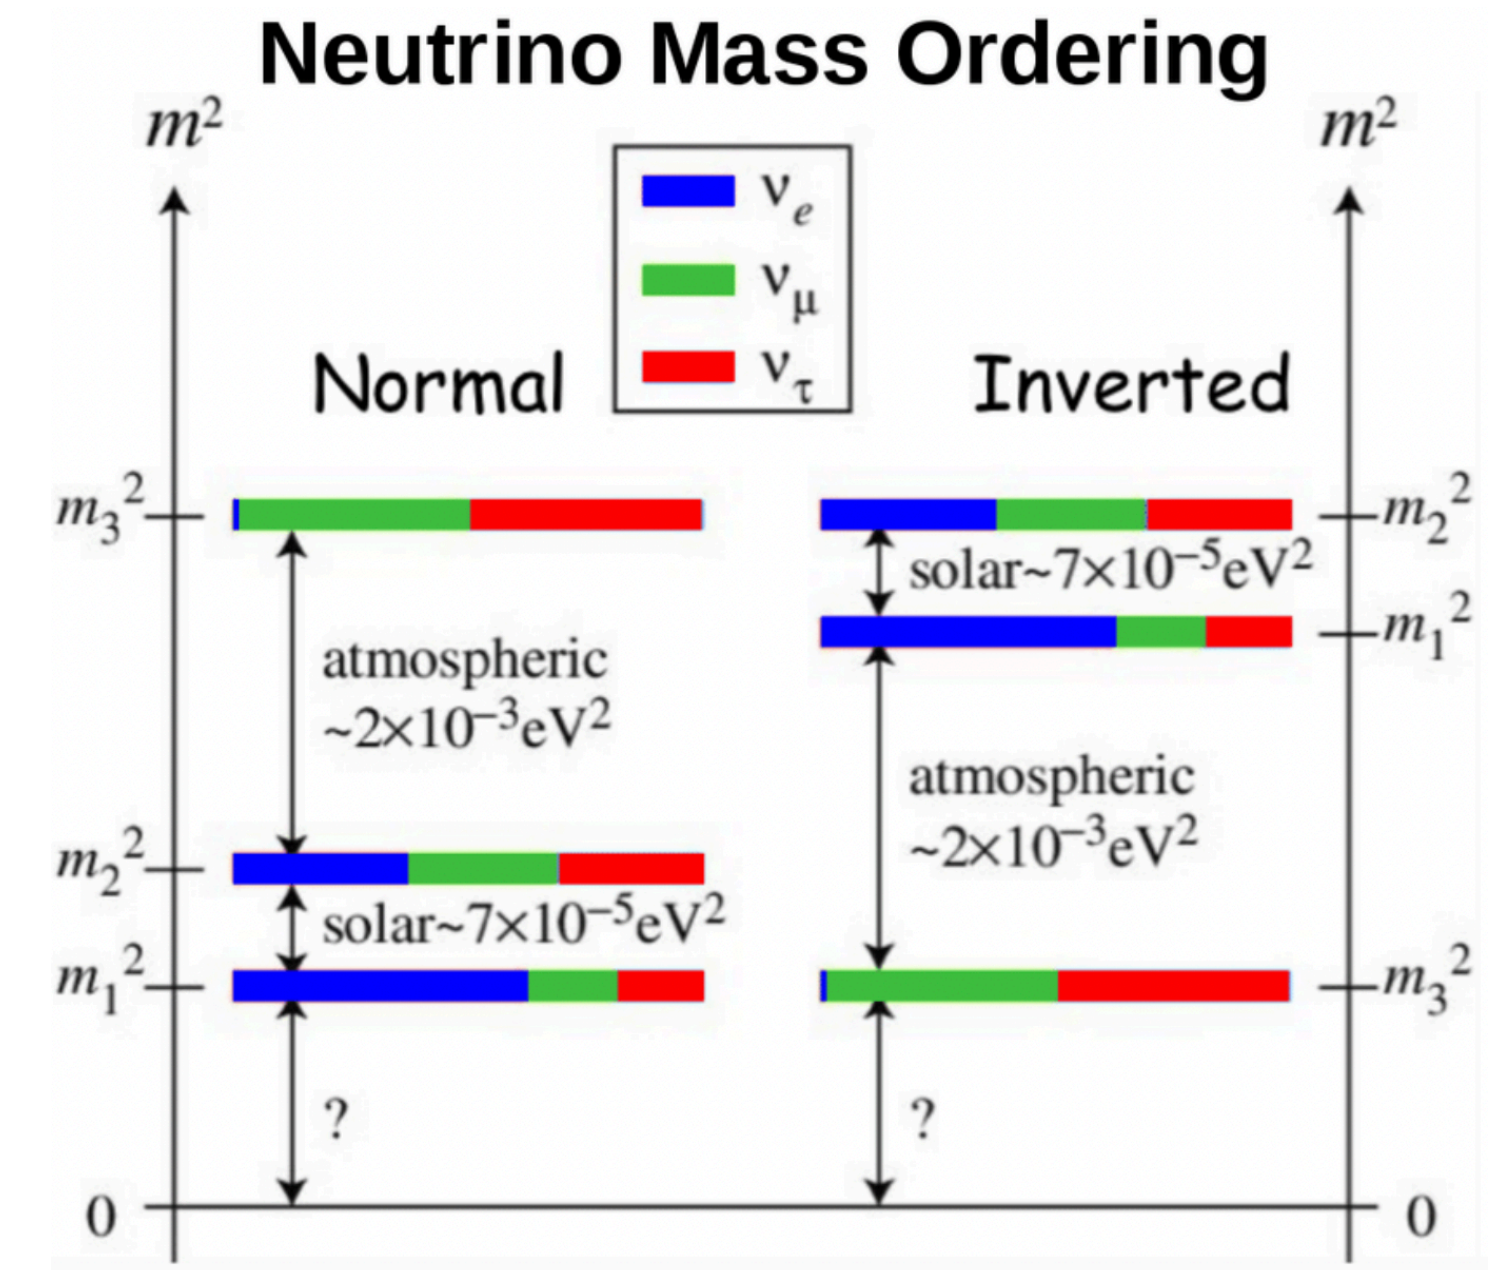 Neutrino Mass Ordering
m²
m²
νe
νμ
ντ
Normal
Inverted
m₃²
m₂²
solar~7×10⁻⁵eV²
m₁²
atmospheric
~2×10⁻³eV²
atmospheric
~2×10⁻³eV²
m₂²
solar~7×10⁻⁵eV²
m₁²
m₃²
?
?
0
0